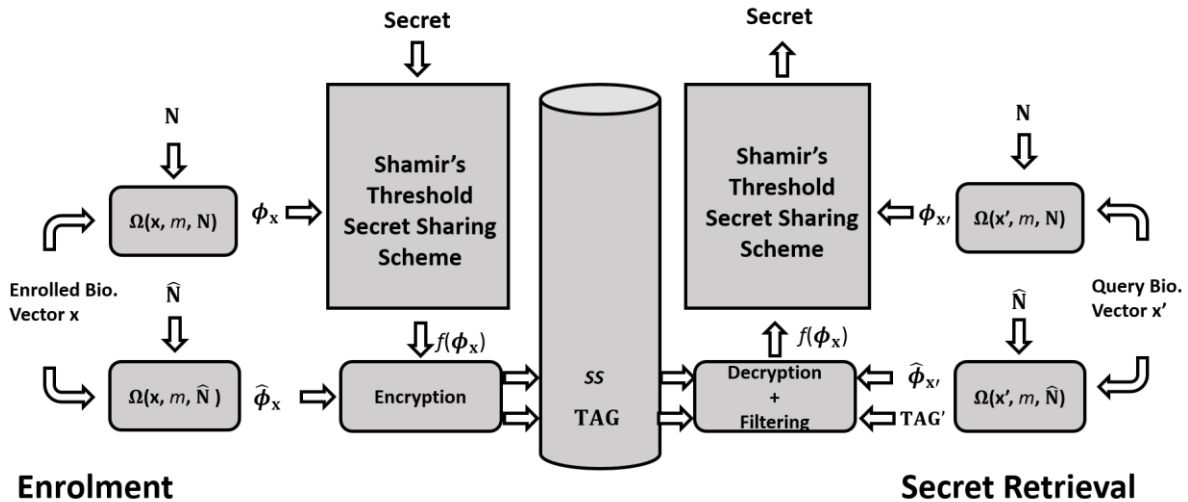 Secret
Secret
N
N
Shamir's
Threshold
Secret Sharing
Scheme
Shamir's
Threshold
Secret Sharing
Scheme
Ω(x, m, N)
ϕₓ
ϕₓ′
Ω(x', m, N)
Enrolled Bio.
Vector x
N̂
N̂
Query Bio.
Vector x'
f(ϕₓ)
f(ϕₓ)
Ω(x, m, N̂ )
ϕ̂ₓ
Encryption
SS
TAG
Decryption
+
Filtering
ϕ̂ₓ′
TAG'
Ω(x', m, N̂)
Enrolment
Secret Retrieval